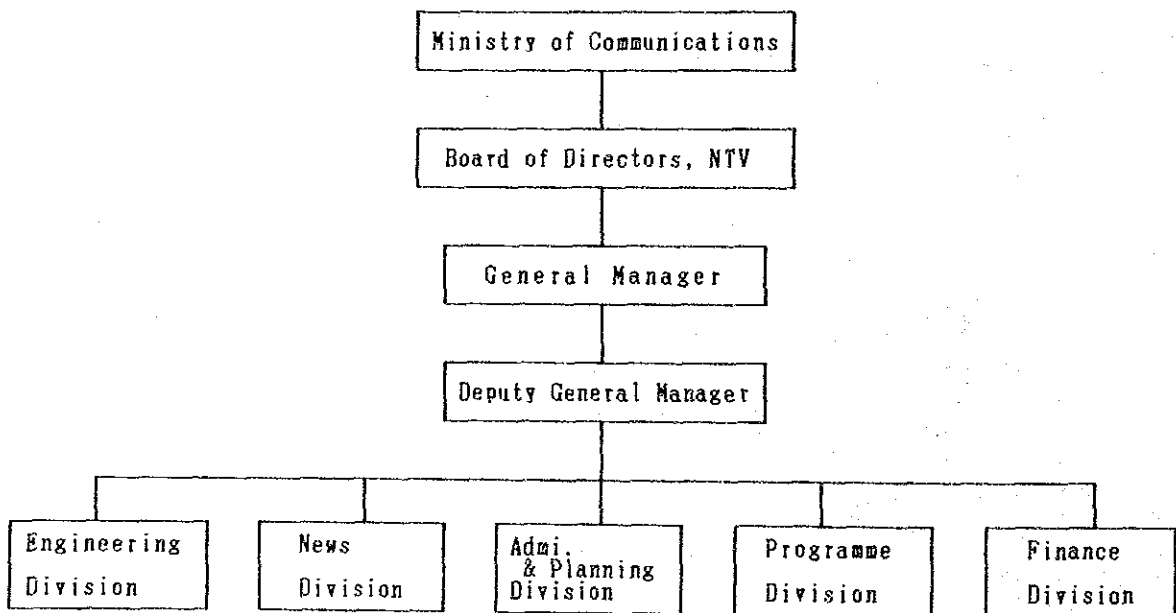 Ministry of Communications
Board of Directors, NTV
General Manager
Deputy General Manager
Engineering
Division
News
Division
Admi.
& Planning
Division
Programme
Division
Finance
Division